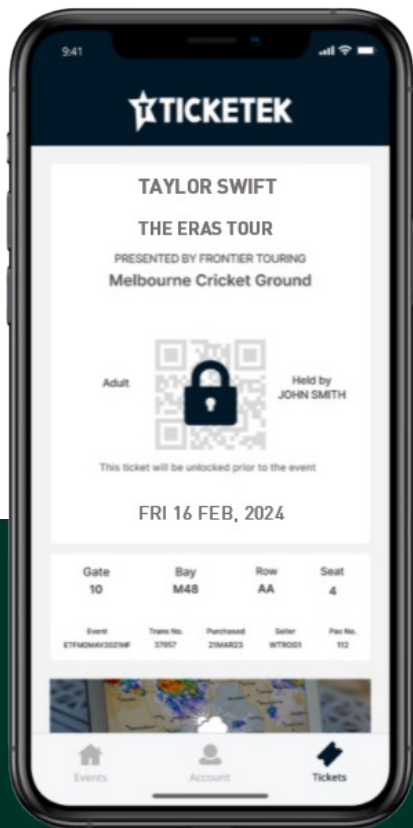 9:41
TICKETEK
TAYLOR SWIFT
THE ERAS TOUR
PRESENTED BY FRONTIER TOURING
Melbourne Cricket Ground
Adult
Held by
JOHN SMITH
This ticket will be unlocked prior to the event
FRI 16 FEB, 2024
Gate Bay Row Seat
10 M48 AA 4
Event Trans No. Purchased Seller Pax No.
ETFM2MAY2021MF 37957 21MAR23 WTROG1 112
Events Account Tickets